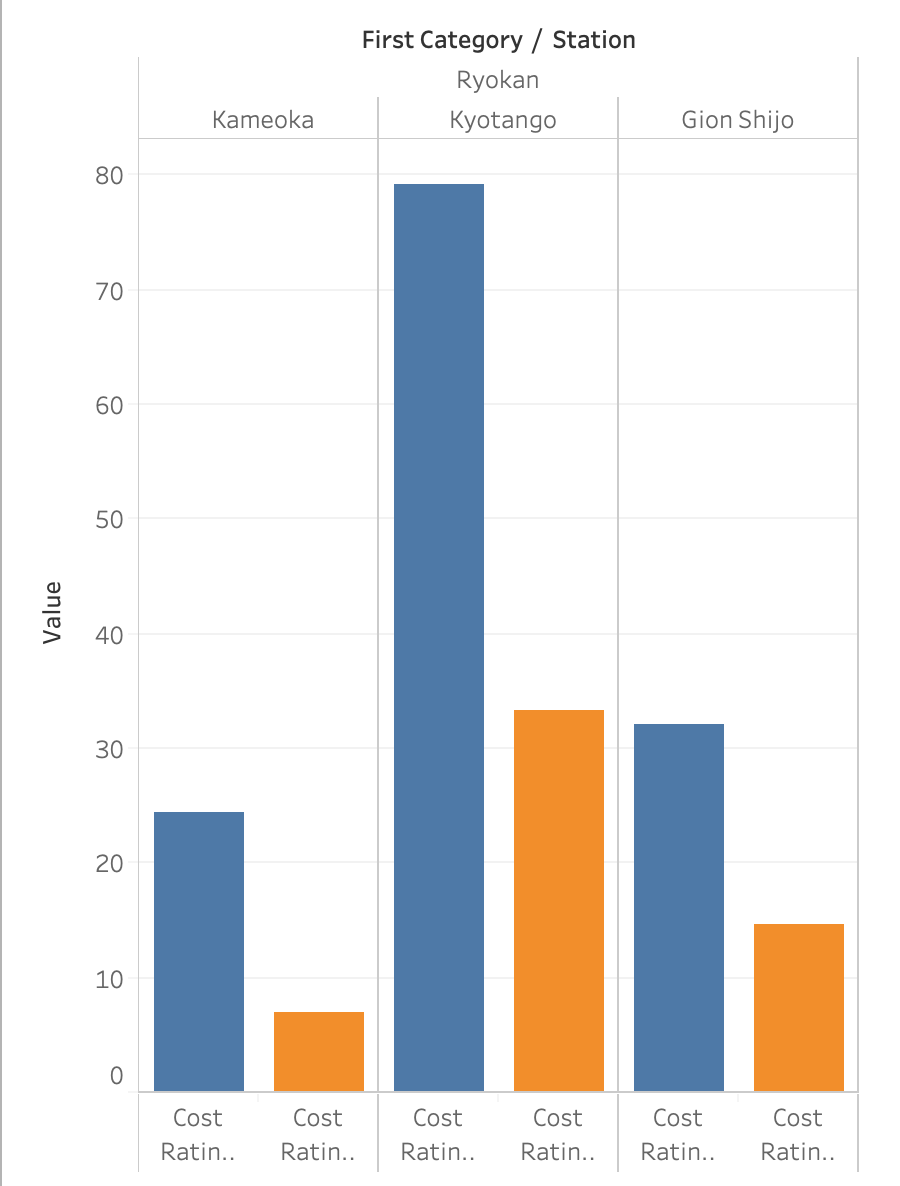 First Category / Station
Ryokan
Kameoka Kyotango Gion Shijo
80
70
60
50
40
30
20
10
0
Value
Cost Cost Cost Cost Cost Cost
Ratin.. Ratin.. Ratin.. Ratin.. Ratin.. Ratin..